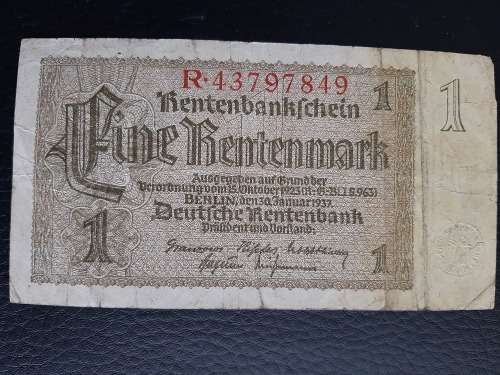 R·43797849
Rentenbankschein 1
Eine Rentenmark 1
Ausgegeben auf Grund der
Verordnung vom 15. Oktober 1923 (R·G·Bl·I S.963)
BERLIN, den 30. Januar 1937.
Deutsche Rentenbank
Präsident und Vorstand:
1 1